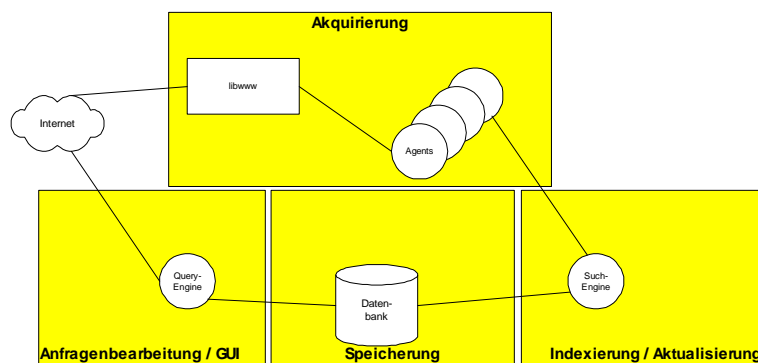 Akquirierung
libwww
Internet
Agents
Query-
Engine
Daten-
bank
Such-
Engine
Anfragenbearbeitung / GUI
Speicherung
Indexierung / Aktualisierung